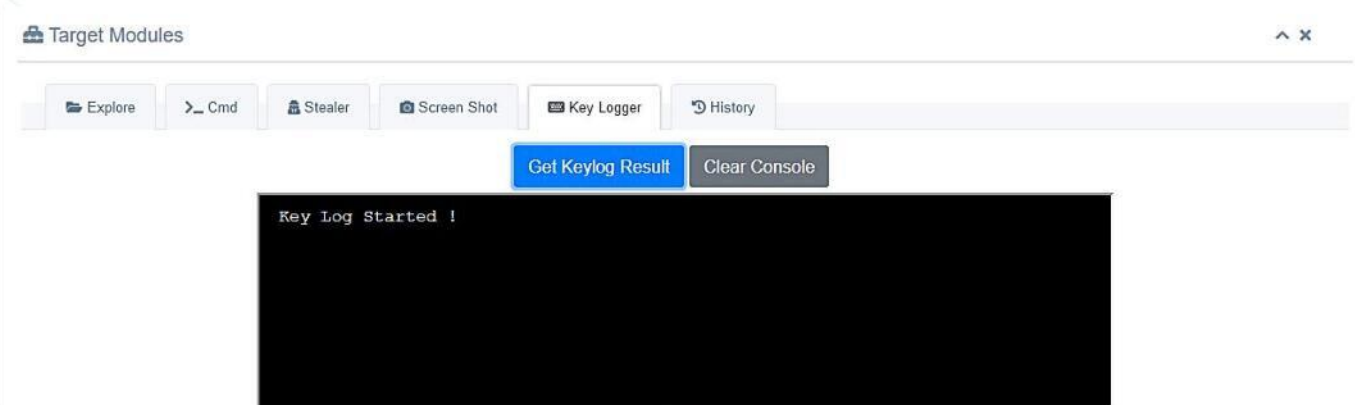 Target Modules
Explore >_ Cmd Stealer Screen Shot Key Logger History
Get Keylog Result Clear Console
Key Log Started !